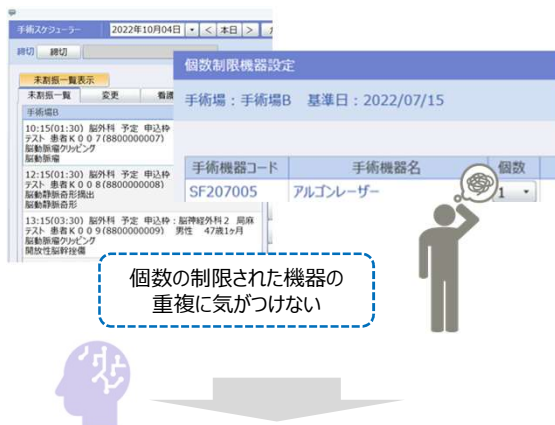 手術スケジューラー
2022年10月04日
<
本日
>
締切
締切
未割振一覧表示
未割振一覧
変更
手術場B
10:15(01:30) 脳外科 予定 申込枠
テスト 患者K007(8800000007)
脳動脈瘤クリッピング
脳動脈瘤
12:15(01:30) 脳外科 予定 申込枠
テスト 患者K008(8800000008)
脳動静脈奇形摘出
脳動静脈奇形
13:15(03:30) 脳外科 予定 申込枠:脳神経外科2 局麻
テスト 患者K009(8800000009) 男性 47歳1ヶ月
脳動脈瘤クリッピング
開放性脳幹挫傷
個数制限機器設定
手術場:手術場B 基準日:2022/07/15
手術機器コード
手術機器名
個数
SF207005
アルゴンレーザー
1
個数の制限された機器の
重複に気がつけない